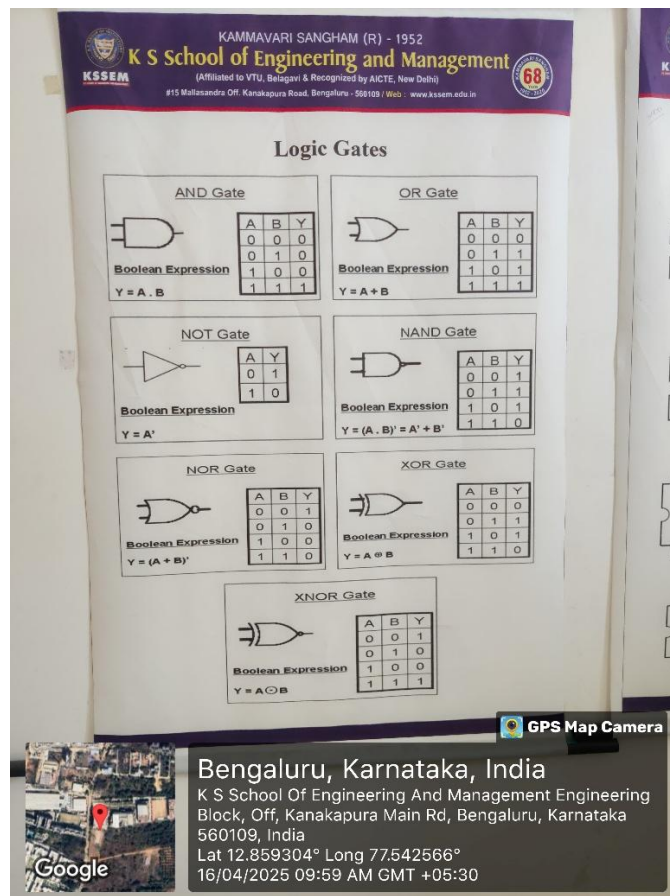 KAMMAVARI SANGHAM (R) - 1952
K S School of Engineering and Management
(Affiliated to VTU, Belagavi & Recognized by AICTE, New Delhi)
#15 Mallasandra Off. Kanakapura Road, Bengaluru - 560109 / Web : www.kssem.edu.in
KSSEM
68
Logic Gates
AND Gate
A B Y
0 0 0
0 1 0
1 0 0
1 1 1
Boolean Expression
Y = A . B
OR Gate
A B Y
0 0 0
0 1 1
1 0 1
1 1 1
Boolean Expression
Y = A + B
NOT Gate
A Y
0 1
1 0
Boolean Expression
Y = A'
NAND Gate
A B Y
0 0 1
0 1 1
1 0 1
1 1 0
Boolean Expression
Y = (A . B)' = A' + B'
NOR Gate
A B Y
0 0 1
0 1 0
1 0 0
1 1 0
Boolean Expression
Y = (A + B)'
XOR Gate
A B Y
0 0 0
0 1 1
1 0 1
1 1 0
Boolean Expression
Y = A ⊕ B
XNOR Gate
A B Y
0 0 1
0 1 0
1 0 0
1 1 1
Boolean Expression
Y = A ⊙ B
GPS Map Camera
Google
Bengaluru, Karnataka, India
K S School Of Engineering And Management Engineering
Block, Off, Kanakapura Main Rd, Bengaluru, Karnataka
560109, India
Lat 12.859304° Long 77.542566°
16/04/2025 09:59 AM GMT +05:30